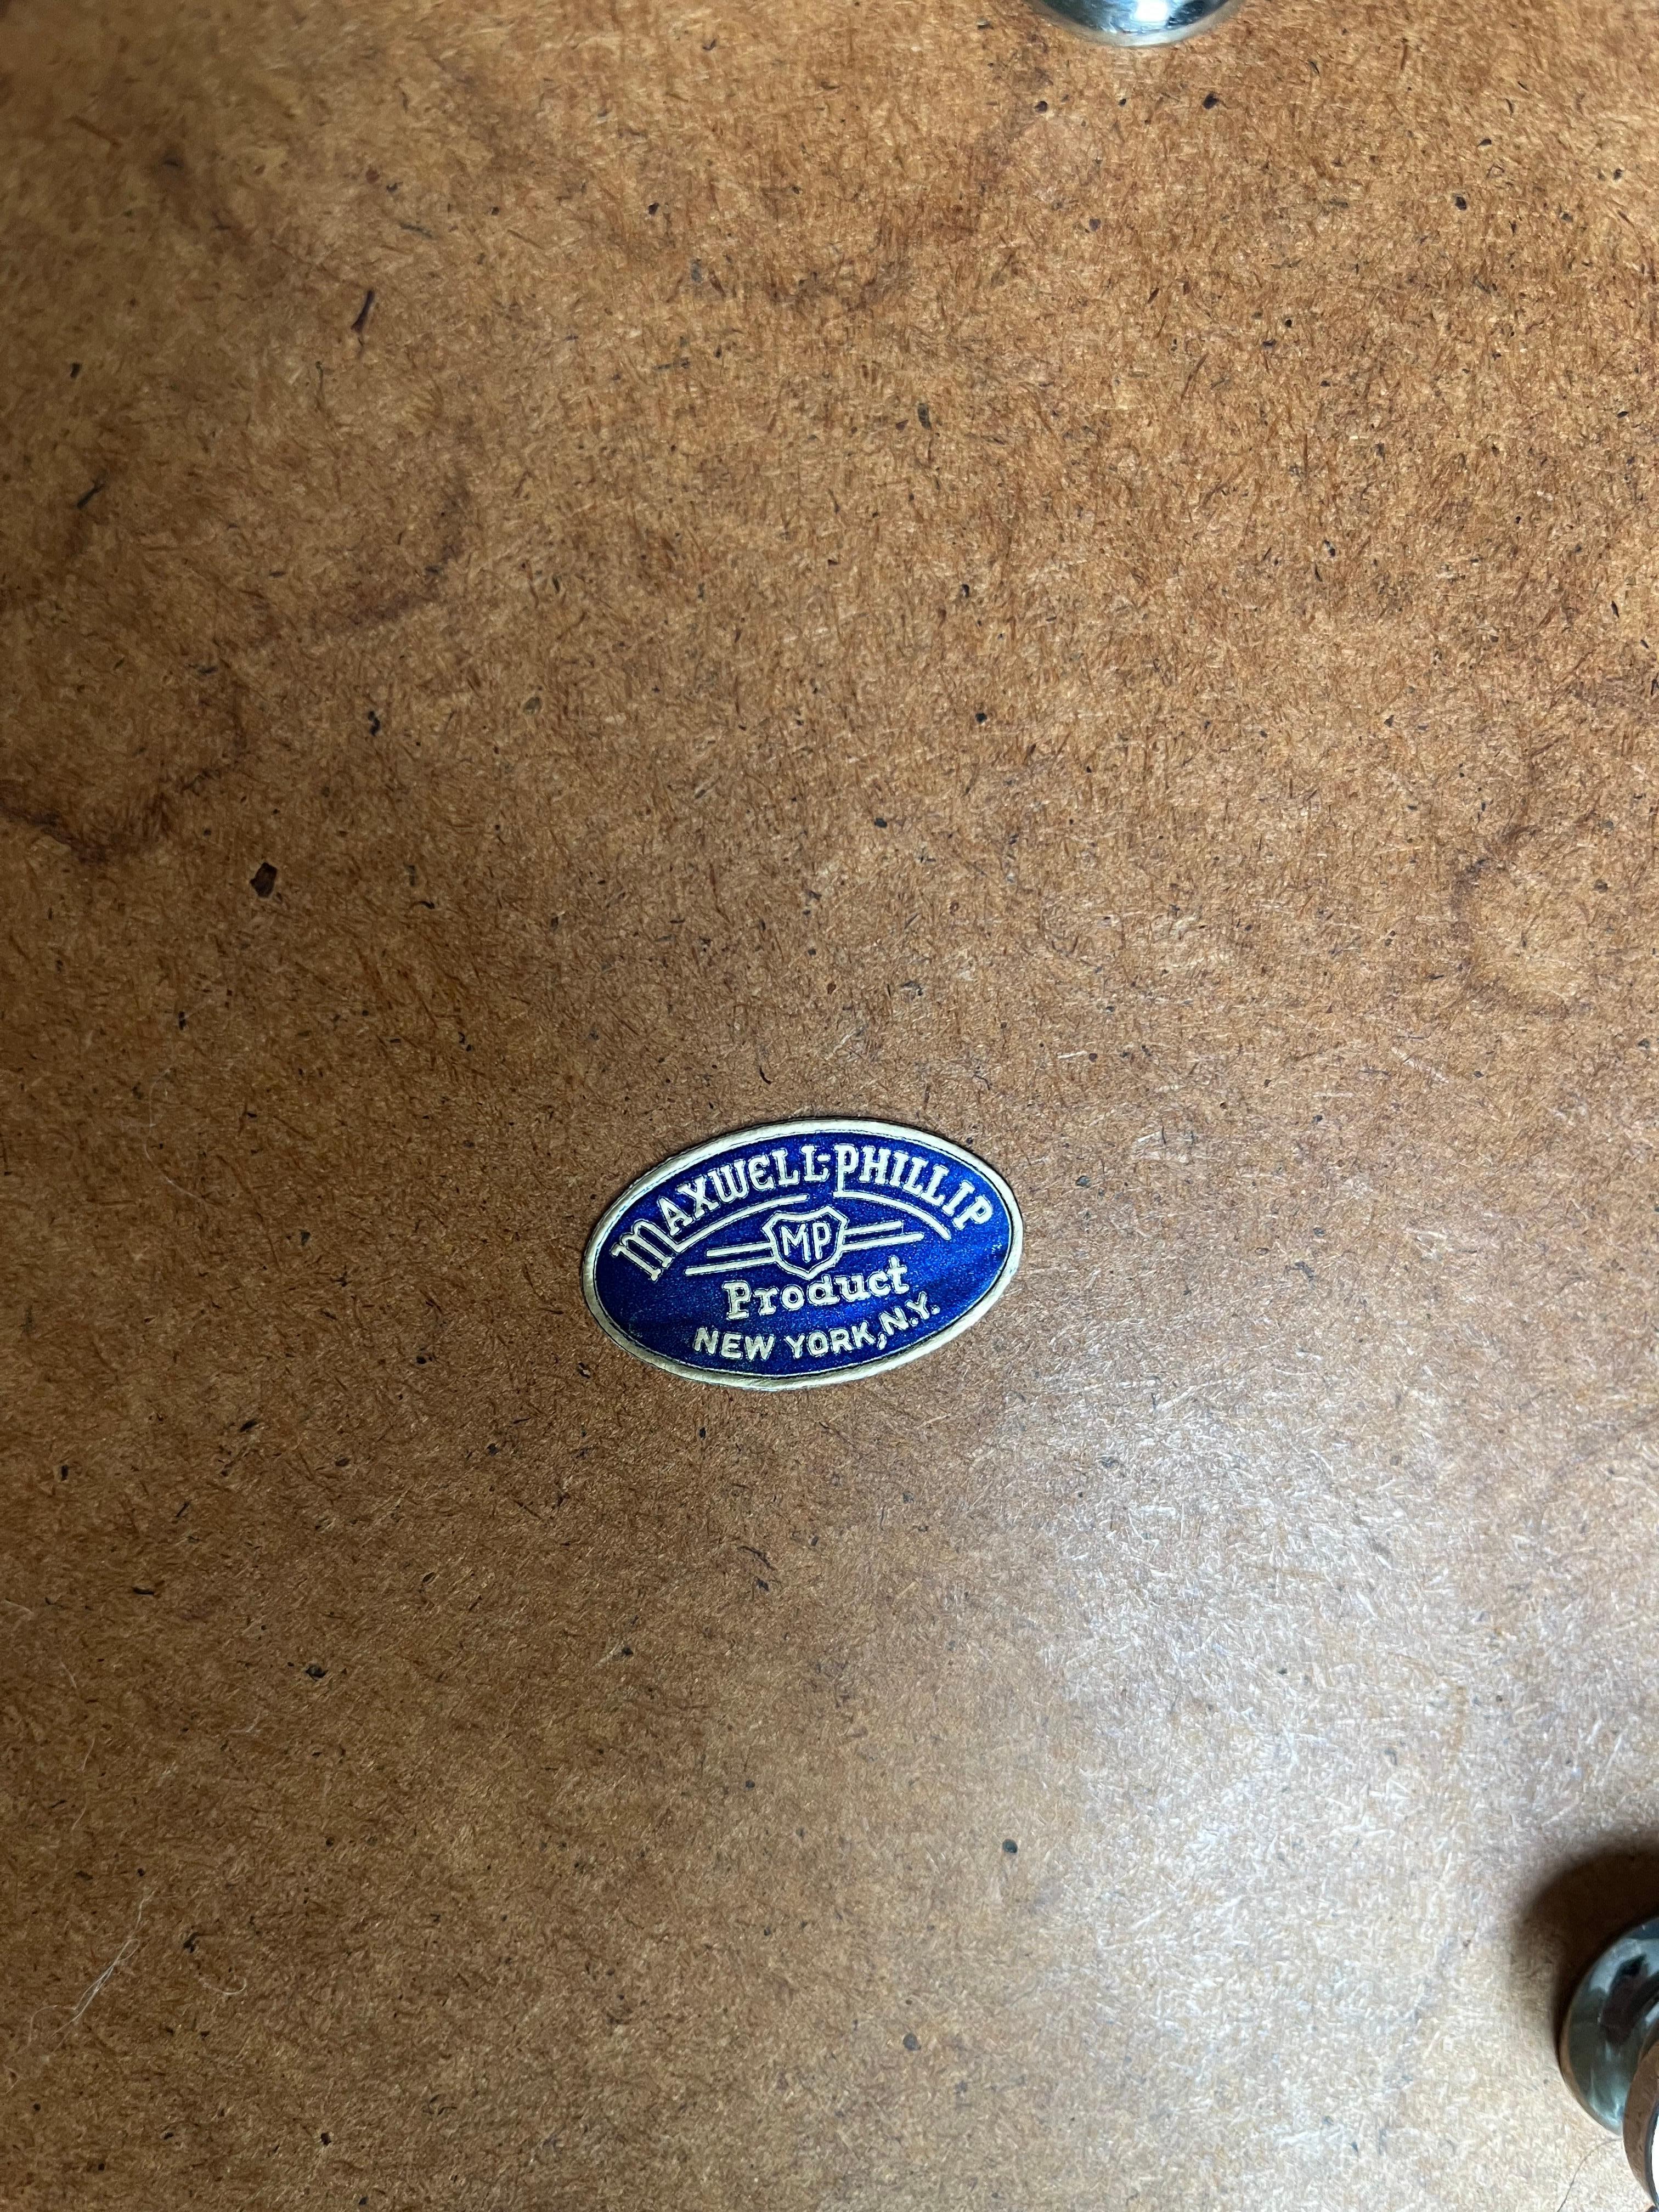 MAXWELL-PHILLIP
MP
Product
NEW YORK, N.Y.